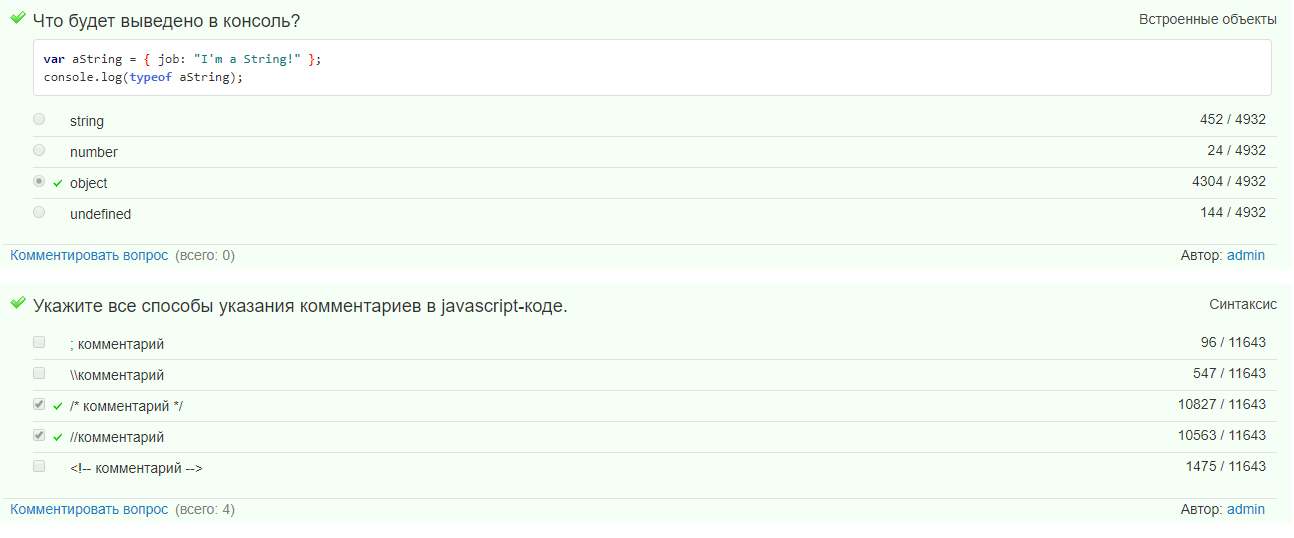 Что будет выведено в консоль? Встроенные объекты
var aString = { job: "I'm a String!" };
console.log(typeof aString);
string 452 / 4932
number 24 / 4932
object 4304 / 4932
undefined 144 / 4932
Комментировать вопрос (всего: 0) Автор: admin
Укажите все способы указания комментариев в javascript-коде. Синтаксис
; комментарий 96 / 11643
\\комментарий 547 / 11643
/* комментарий */ 10827 / 11643
//комментарий 10563 / 11643
<!-- комментарий --> 1475 / 11643
Комментировать вопрос (всего: 4) Автор: admin